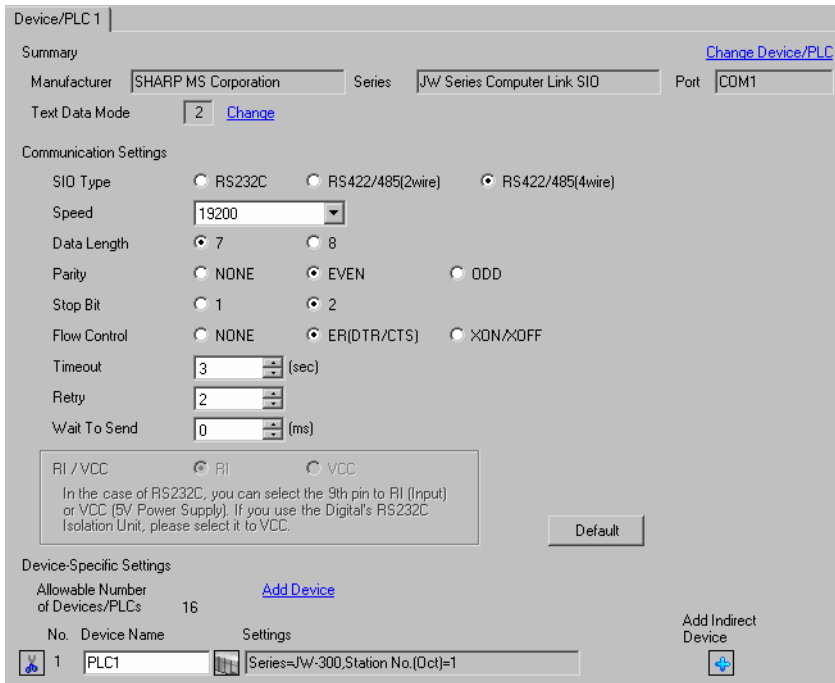 Device/PLC 1
Summary
Change Device/PLC
Manufacturer SHARP MS Corporation Series JW Series Computer Link SIO Port COM1
Text Data Mode 2 Change
Communication Settings
SIO Type RS232C RS422/485(2wire) RS422/485(4wire)
Speed 19200
Data Length 7 8
Parity NONE EVEN ODD
Stop Bit 1 2
Flow Control NONE ER(DTR/CTS) XON/XOFF
Timeout 3 (sec)
Retry 2
Wait To Send 0 (ms)
RI / VCC RI VCC
In the case of RS232C, you can select the 9th pin to RI (Input)
or VCC (5V Power Supply). If you use the Digital's RS232C
Isolation Unit, please select it to VCC.
Default
Device-Specific Settings
Allowable Number Add Device
of Devices/PLCs 16
Add Indirect
Device
No. Device Name Settings
1 PLC1 Series=JW-300,Station No.(Oct)=1